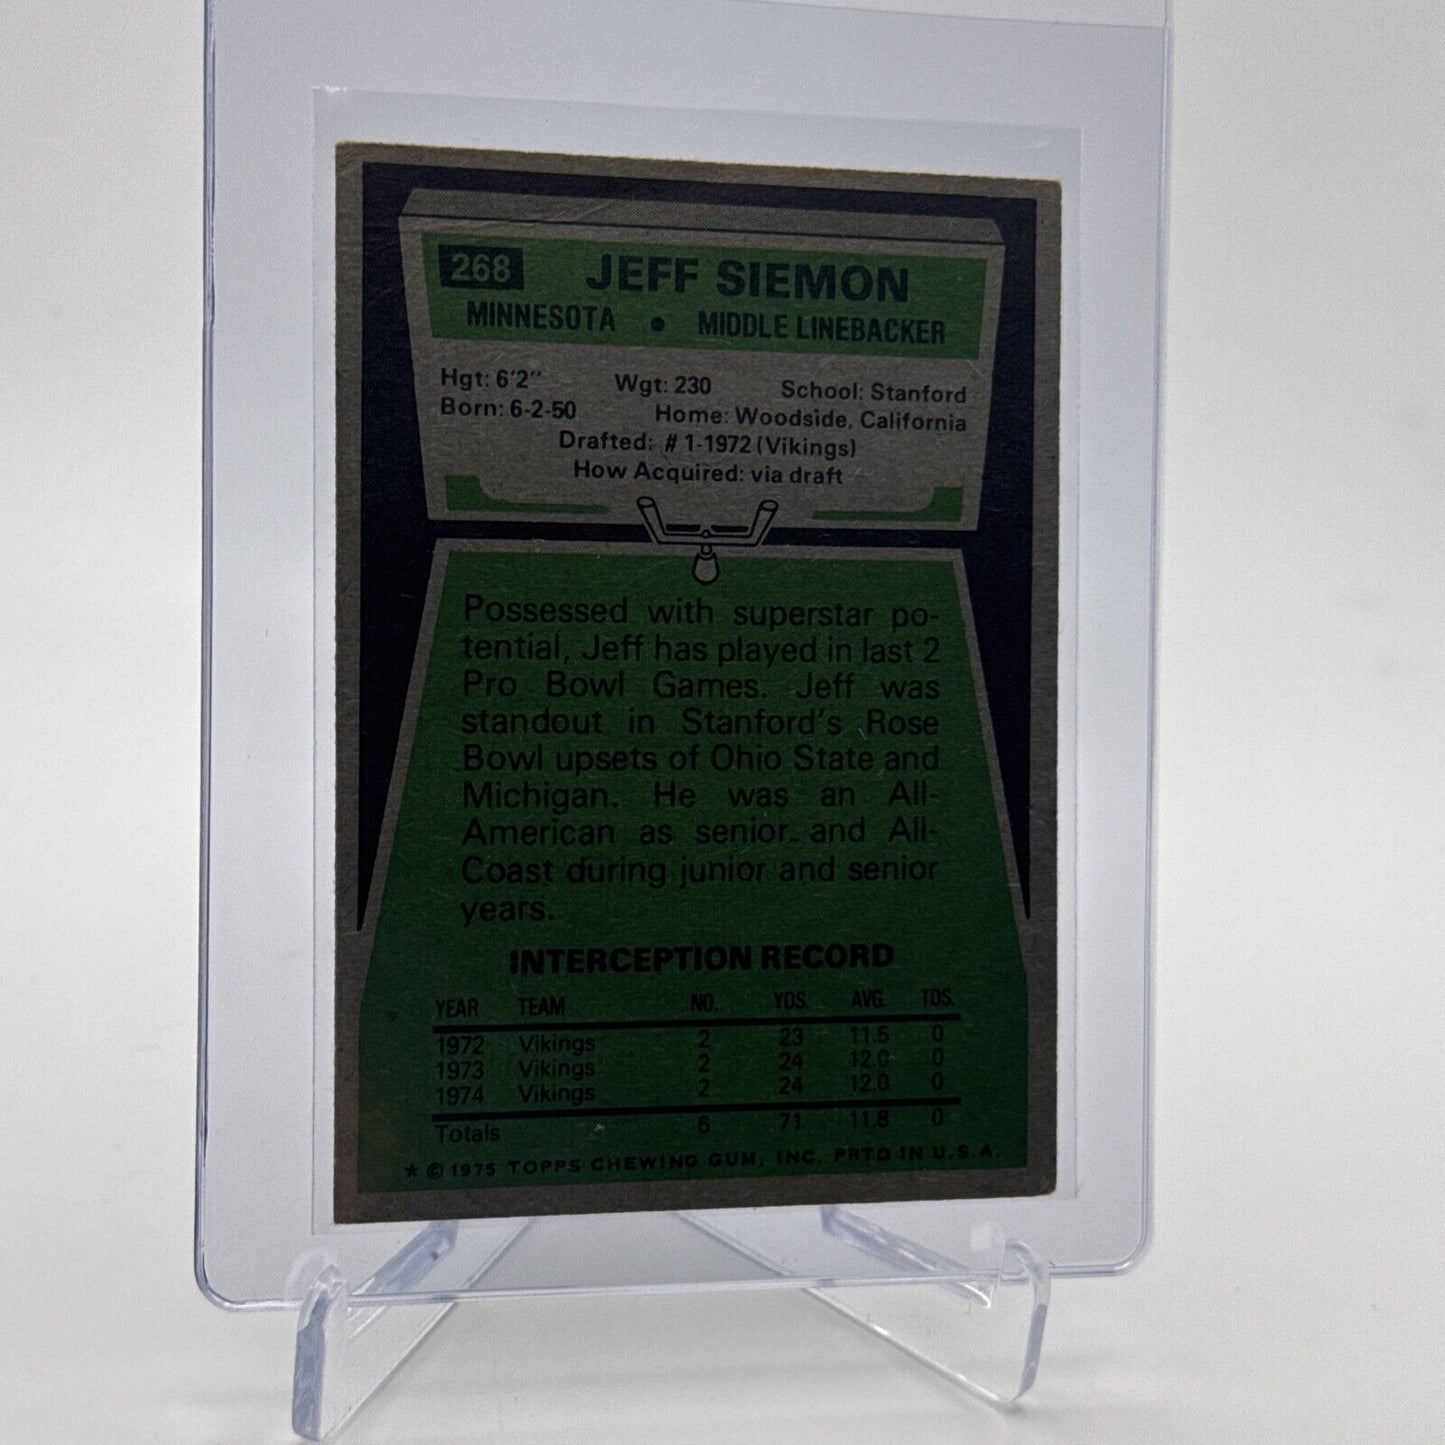 268 JEFF SIEMON
MINNESOTA • MIDDLE LINEBACKER
Hgt: 6'2" Wgt: 230 School: Stanford
Born: 6-2-50 Home: Woodside, California
Drafted: #1-1972 (Vikings)
How Acquired: via draft
Possessed with superstar po-
tential, Jeff has played in last 2
Pro Bowl Games. Jeff was
standout in Stanford's Rose
Bowl upsets of Ohio State and
Michigan. He was an All-
American as senior and All-
Coast during junior and senior
years.
INTERCEPTION RECORD
YEAR TEAM NO. YDS. AVG. TDS.
1972 Vikings 2 23 11.5 0
1973 Vikings 2 24 12.0 0
1974 Vikings 2 24 12.0 0
Totals 6 71 11.8 0
* © 1975 TOPPS CHEWING GUM, INC. PRTD IN U.S.A.